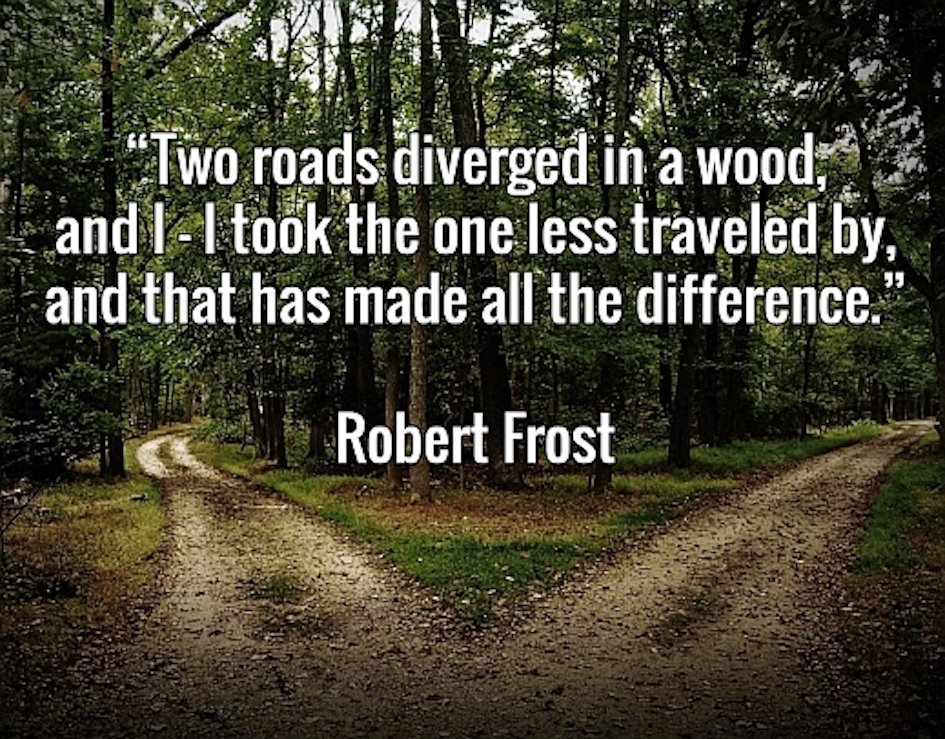 “Two roads diverged in a wood,
and I - I took the one less traveled by,
and that has made all the difference.”
Robert Frost